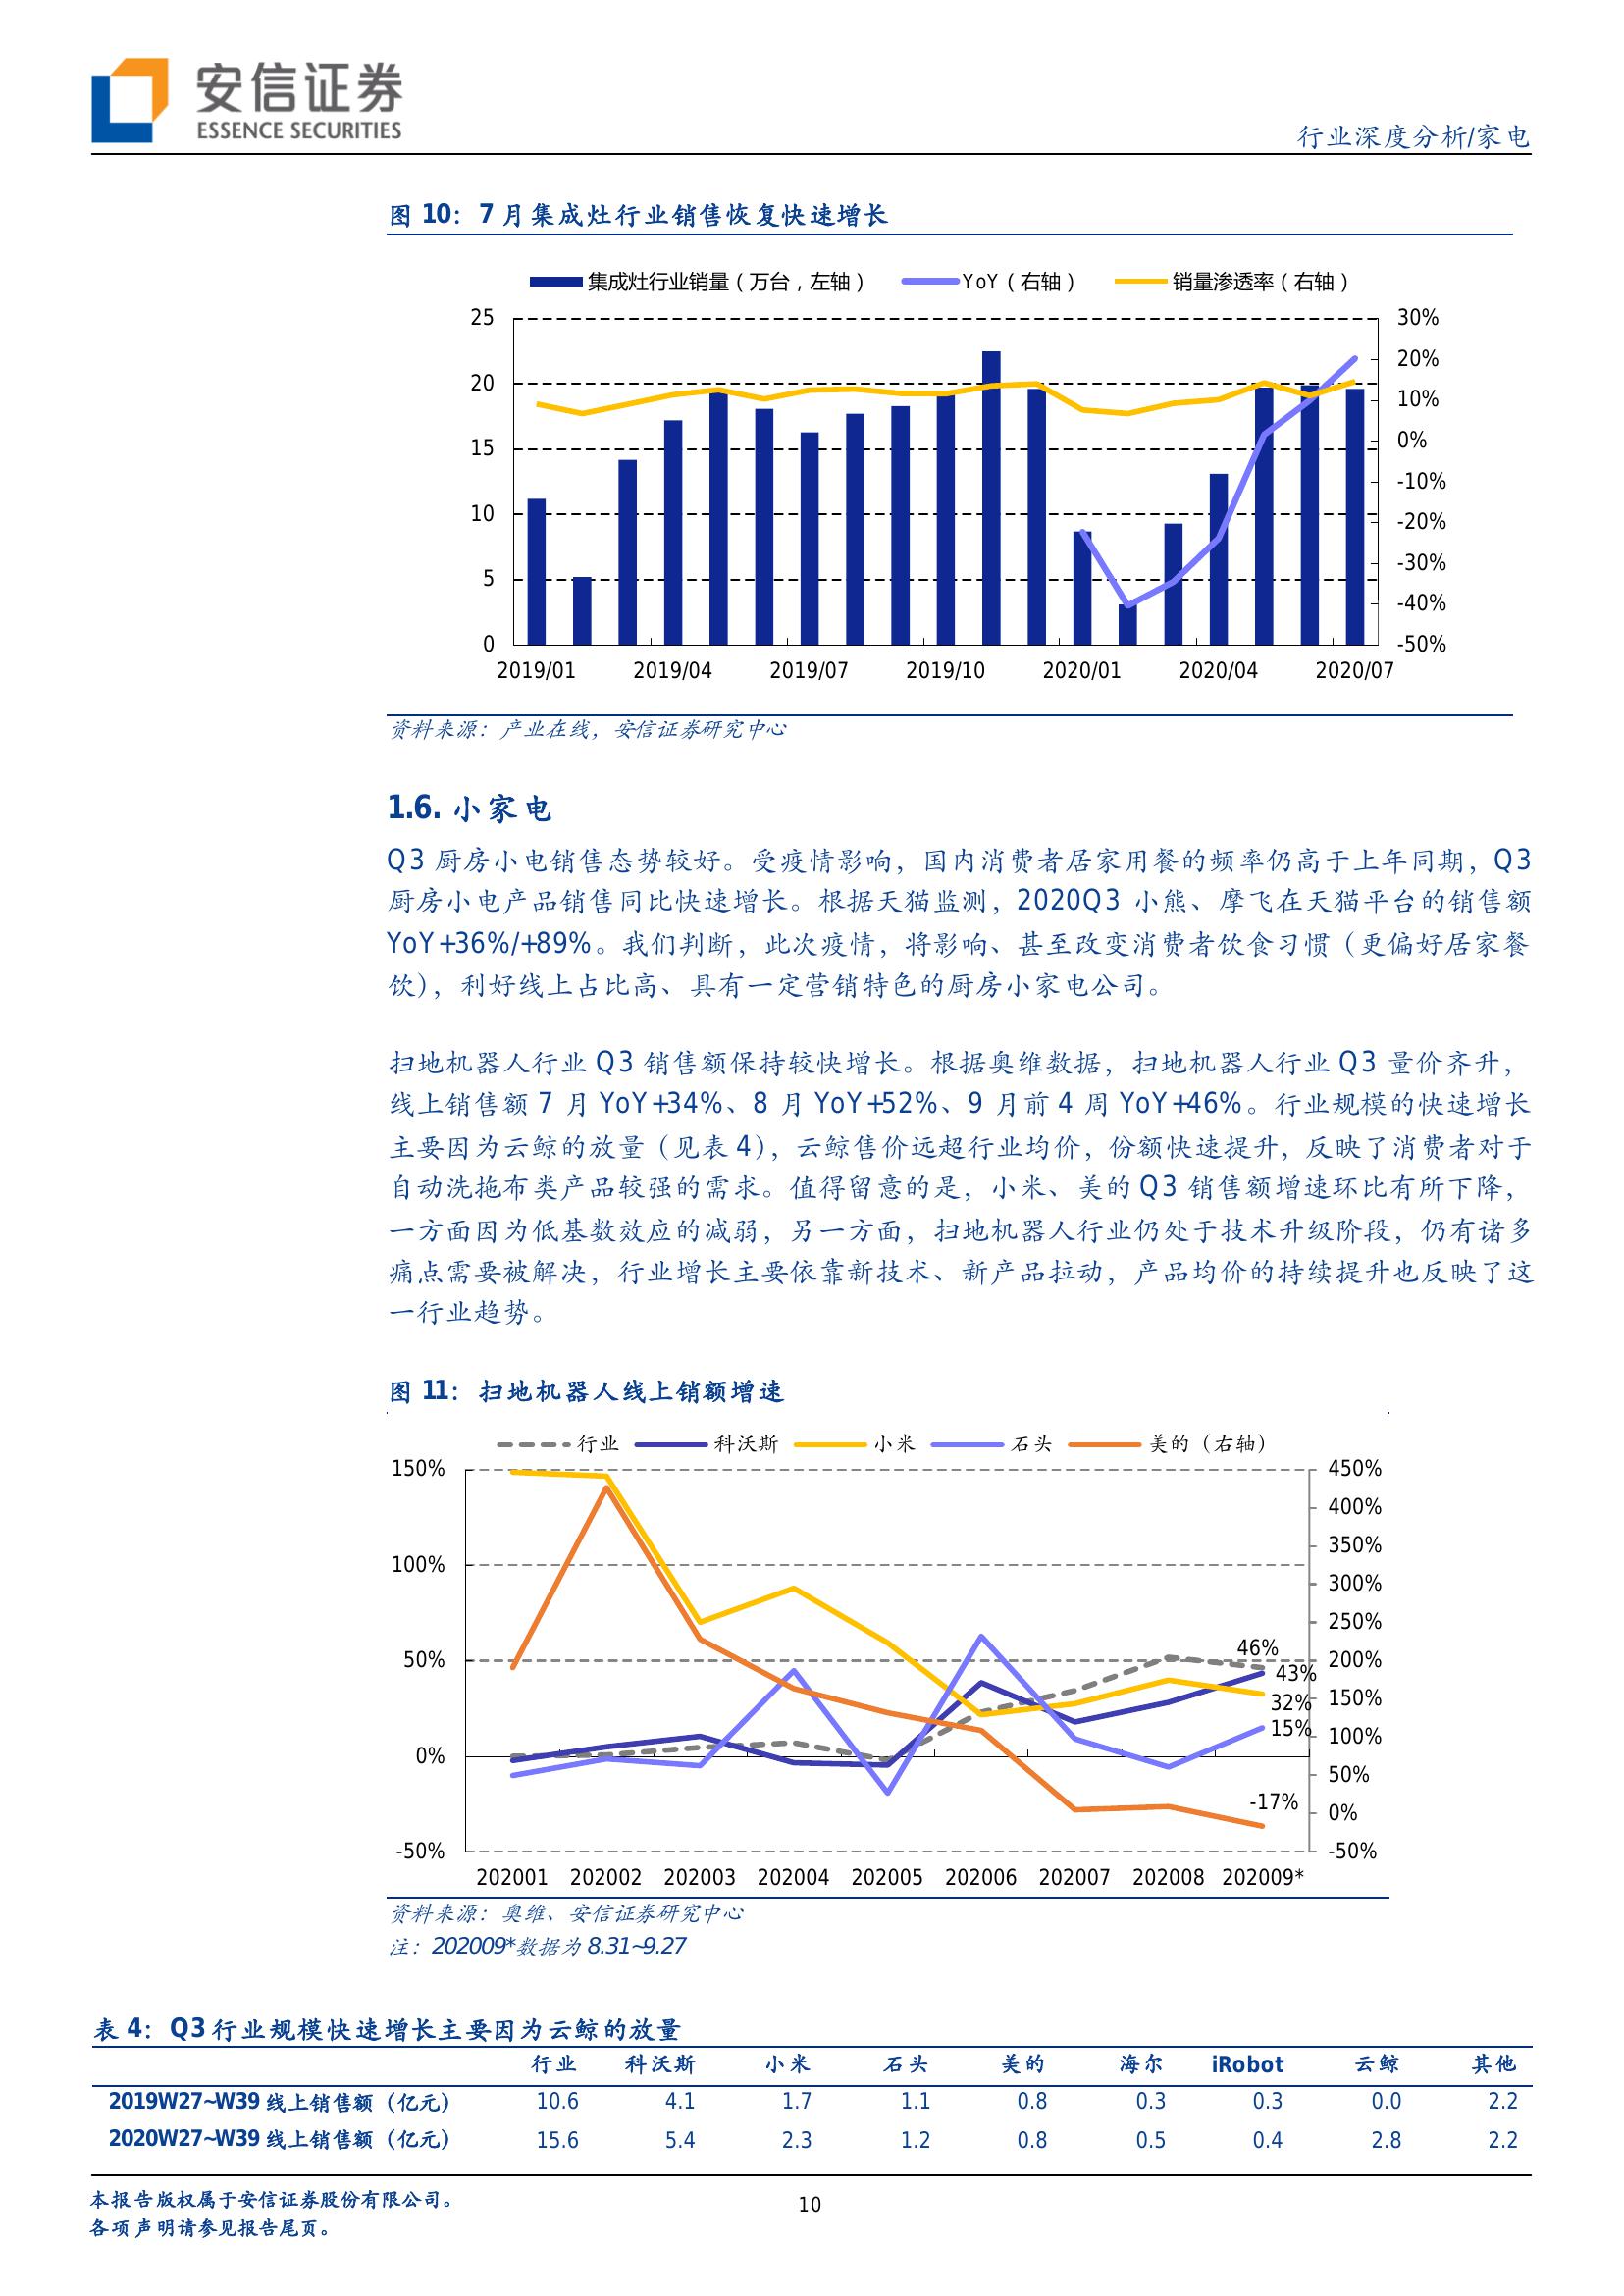 安信证券
ESSENCE SECURITIES
行业深度分析/家电
图 10：7 月集成灶行业销售恢复快速增长
集成灶行业销量（万台，左轴） YoY（右轴） 销量渗透率（右轴）
25 30%
20%
20 10%
15 0%
-10%
10 -20%
5 -30%
-40%
0 -50%
2019/01 2019/04 2019/07 2019/10 2020/01 2020/04 2020/07
资料来源：产业在线，安信证券研究中心
1.6. 小家电
Q3 厨房小电销售态势较好。受疫情影响，国内消费者居家用餐的频率仍高于上年同期，Q3
厨房小电产品销售同比快速增长。根据天猫监测，2020Q3 小熊、摩飞在天猫平台的销售额
YoY+36%/+89%。我们判断，此次疫情，将影响、甚至改变消费者饮食习惯（更偏好居家餐
饮），利好线上占比高、具有一定营销特色的厨房小家电公司。
扫地机器人行业 Q3 销售额保持较快增长。根据奥维数据，扫地机器人行业 Q3 量价齐升，
线上销售额 7 月 YoY+34%、8 月 YoY+52%、9 月前 4 周 YoY+46%。行业规模的快速增长
主要因为云鲸的放量（见表 4），云鲸售价远超行业均价，份额快速提升，反映了消费者对于
自动洗拖布类产品较强的需求。值得留意的是，小米、美的 Q3 销售额增速环比有所下降，
一方面因为低基数效应的减弱，另一方面，扫地机器人行业仍处于技术升级阶段，仍有诸多
痛点需要被解决，行业增长主要依靠新技术、新产品拉动，产品均价的持续提升也反映了这
一行业趋势。
图 11：扫地机器人线上销额增速
行业 科沃斯 小米 石头 美的（右轴）
150% 450%
400%
350%
100% 300%
250%
46%
50% 200%
43%
32% 150%
15% 100%
0% 50%
-17% 0%
-50% -50%
202001 202002 202003 202004 202005 202006 202007 202008 202009*
资料来源：奥维、安信证券研究中心
注：202009*数据为 8.31~9.27
表 4：Q3 行业规模快速增长主要因为云鲸的放量
行业 科沃斯 小米 石头 美的 海尔 iRobot 云鲸 其他
2019W27~W39 线上销售额（亿元） 10.6 4.1 1.7 1.1 0.8 0.3 0.3 0.0 2.2
2020W27~W39 线上销售额（亿元） 15.6 5.4 2.3 1.2 0.8 0.5 0.4 2.8 2.2
本报告版权属于安信证券股份有限公司。
10
各项声明请参见报告尾页。